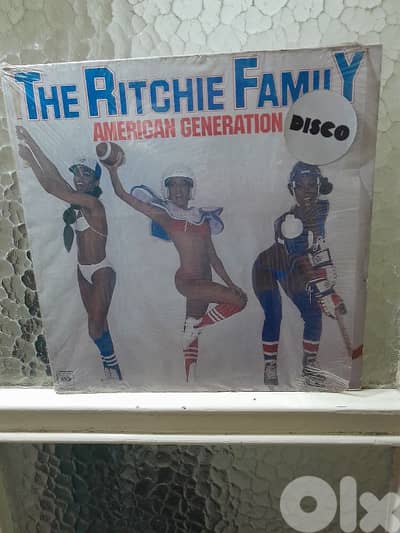 THE RITCHIE FAMILY
AMERICAN GENERATION
DISCO
Olx